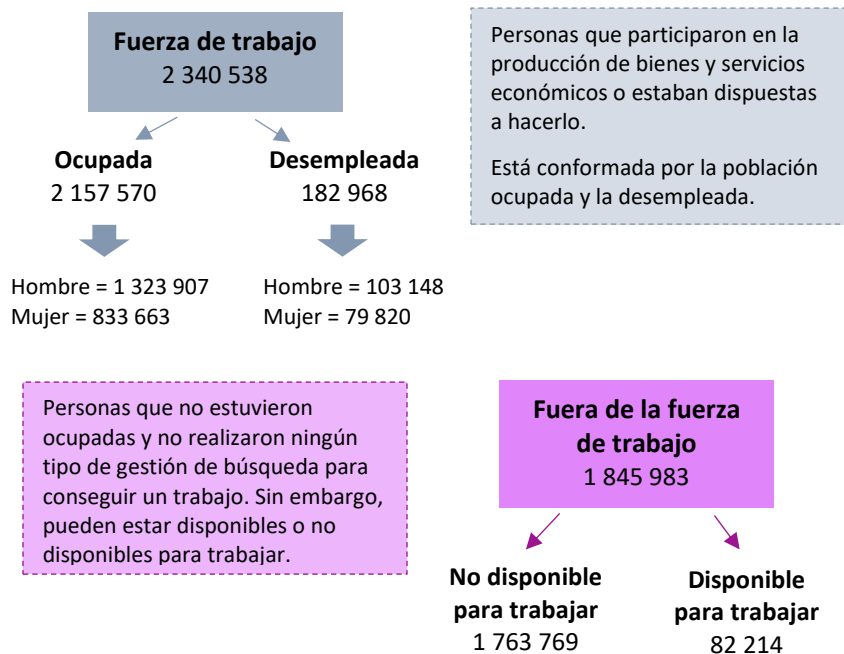 Fuerza de trabajo
2 340 538
Personas que participaron en la
producción de bienes y servicios
económicos o estaban dispuestas
a hacerlo.
Está conformada por la población
ocupada y la desempleada.
Ocupada
2 157 570
Desempleada
182 968
Hombre = 1 323 907
Mujer = 833 663
Hombre = 103 148
Mujer = 79 820
Personas que no estuvieron
ocupadas y no realizaron ningún
tipo de gestión de búsqueda para
conseguir un trabajo. Sin embargo,
pueden estar disponibles o no
disponibles para trabajar.
Fuera de la fuerza
de trabajo
1 845 983
No disponible
para trabajar
1 763 769
Disponible
para trabajar
82 214